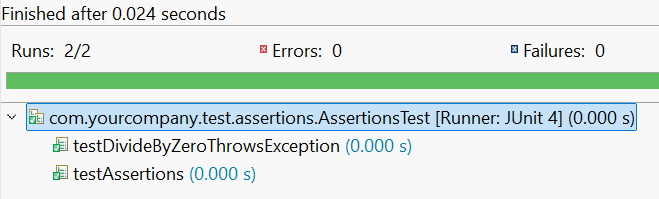 Finished after 0.024 seconds
Runs: 2/2 Errors: 0 Failures: 0
com.yourcompany.test.assertions.AssertionsTest [Runner: JUnit 4] (0.000 s)
testDivideByZeroThrowsException (0.000 s)
testAssertions (0.000 s)